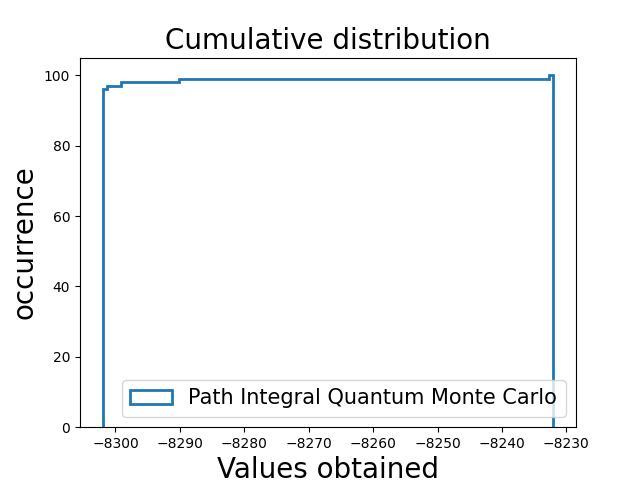 Cumulative distribution
occurrence
100
80
60
40
20
0
Path Integral Quantum Monte Carlo
−8300 −8290 −8280 −8270 −8260 −8250 −8240 −8230
Values obtained